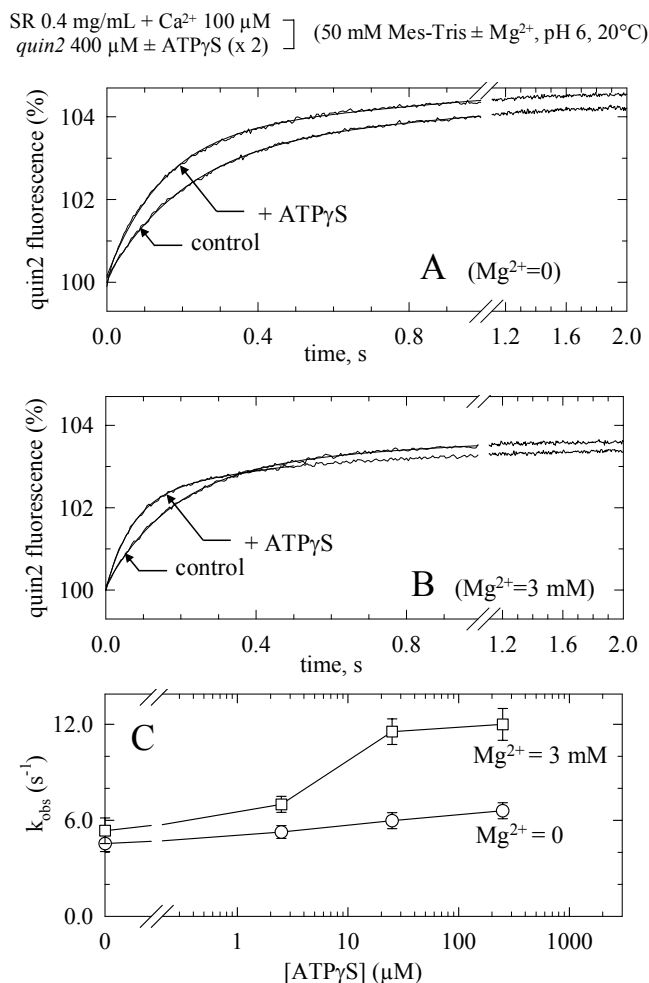 SR 0.4 mg/mL + Ca²⁺ 100 µM
quin2 400 µM ± ATPγS (x 2)
(50 mM Mes-Tris ± Mg²⁺, pH 6, 20°C)
104
102
100
quin2 fluorescence (%)
+ ATPγS
control
A (Mg²⁺=0)
0.0 0.4 0.8 1.2 1.6 2.0
time, s
104
102
100
quin2 fluorescence (%)
+ ATPγS
control
B (Mg²⁺=3 mM)
0.0 0.4 0.8 1.2 1.6 2.0
time, s
12.0
6.0
0.0
k_obs (s⁻¹)
C
Mg²⁺ = 3 mM
Mg²⁺ = 0
0 1 10 100 1000
[ATPγS] (µM)